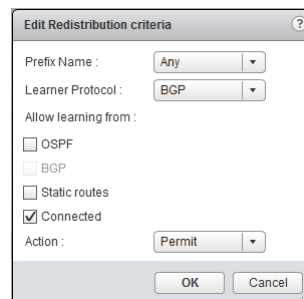 Edit Redistribution criteria ?
Prefix Name : Any
Learner Protocol : BGP
Allow learning from :
OSPF
BGP
Static routes
Connected
Action : Permit
OK Cancel